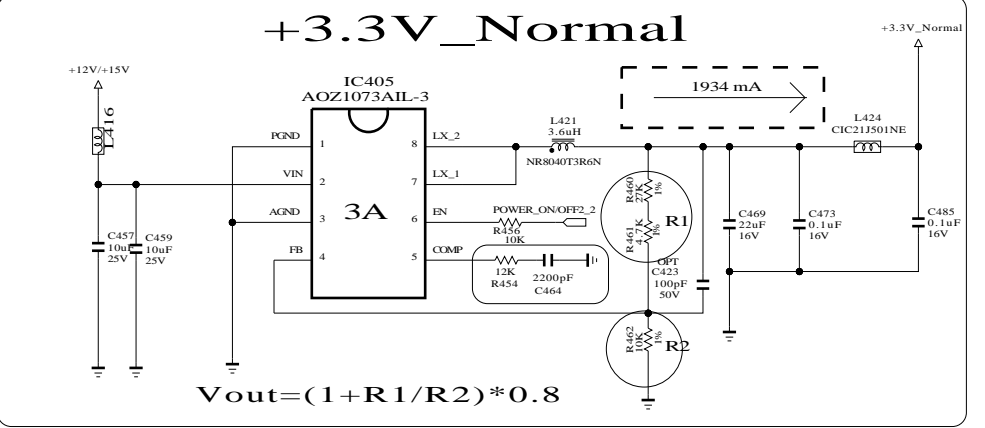 +3.3V_Normal
+3.3V_Normal
+12V/+15V
IC405
AOZ1073AIL-3
1934 mA
L416
L421
3.6uH
NR8040T3R6N
L424
CIC21J501NE
PGND
1
8
LX_2
VIN
2
7
LX_1
3A
AGND
3
6
EN
POWER_ON/OFF2_2
R456
10K
FB
4
5
COMP
12K
R454
2200pF
C464
R460
27K
1%
R461
4.7K
1%
R1
OPT
C423
100pF
50V
C469
22uF
16V
C473
0.1uF
16V
C485
0.1uF
16V
C457
10uF
25V
C459
10uF
25V
R462
10K
1%
R2
Vout=(1+R1/R2)*0.8